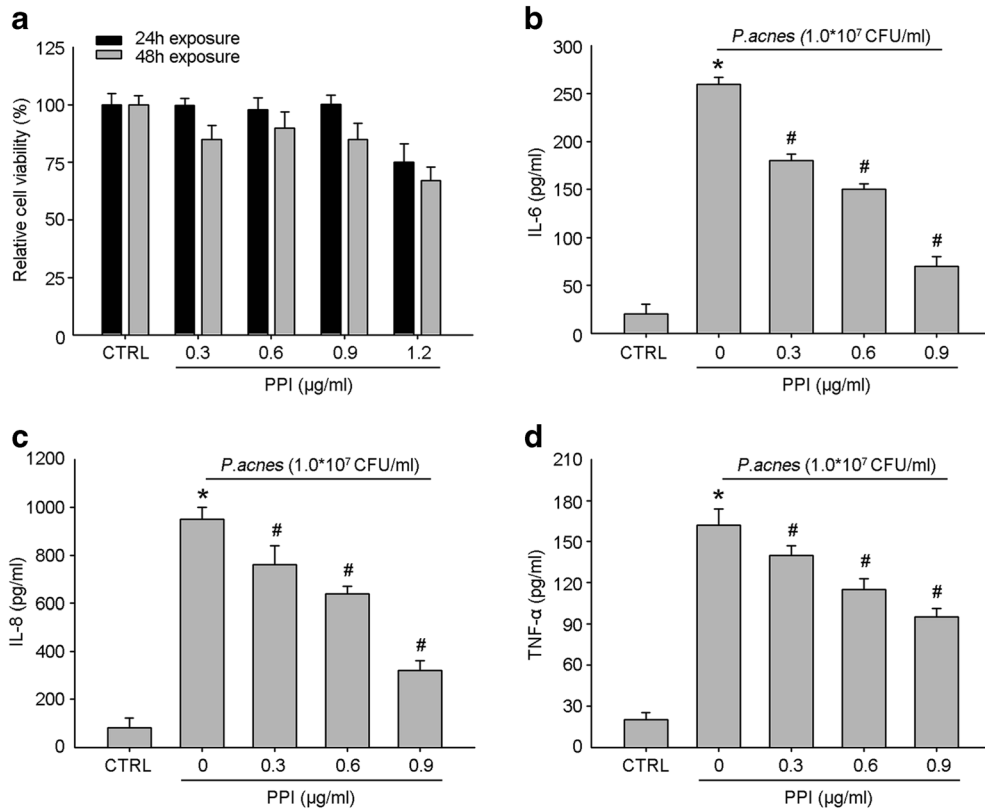 a
24h exposure
48h exposure
Relative cell viability (%)
125
100
75
50
25
0
CTRL 0.3 0.6 0.9 1.2
PPI (μg/ml)
b
P.acnes (1.0*10⁷ CFU/ml)
IL-6 (pg/ml)
300
250
200
150
100
50
0
*
#
#
#
CTRL 0 0.3 0.6 0.9
PPI (μg/ml)
c
P.acnes (1.0*10⁷ CFU/ml)
IL-8 (pg/ml)
1200
1000
800
600
400
200
0
*
#
#
#
CTRL 0 0.3 0.6 0.9
PPI (μg/ml)
d
P.acnes (1.0*10⁷ CFU/ml)
TNF-α (pg/ml)
210
180
150
120
90
60
30
0
*
#
#
#
CTRL 0 0.3 0.6 0.9
PPI (μg/ml)